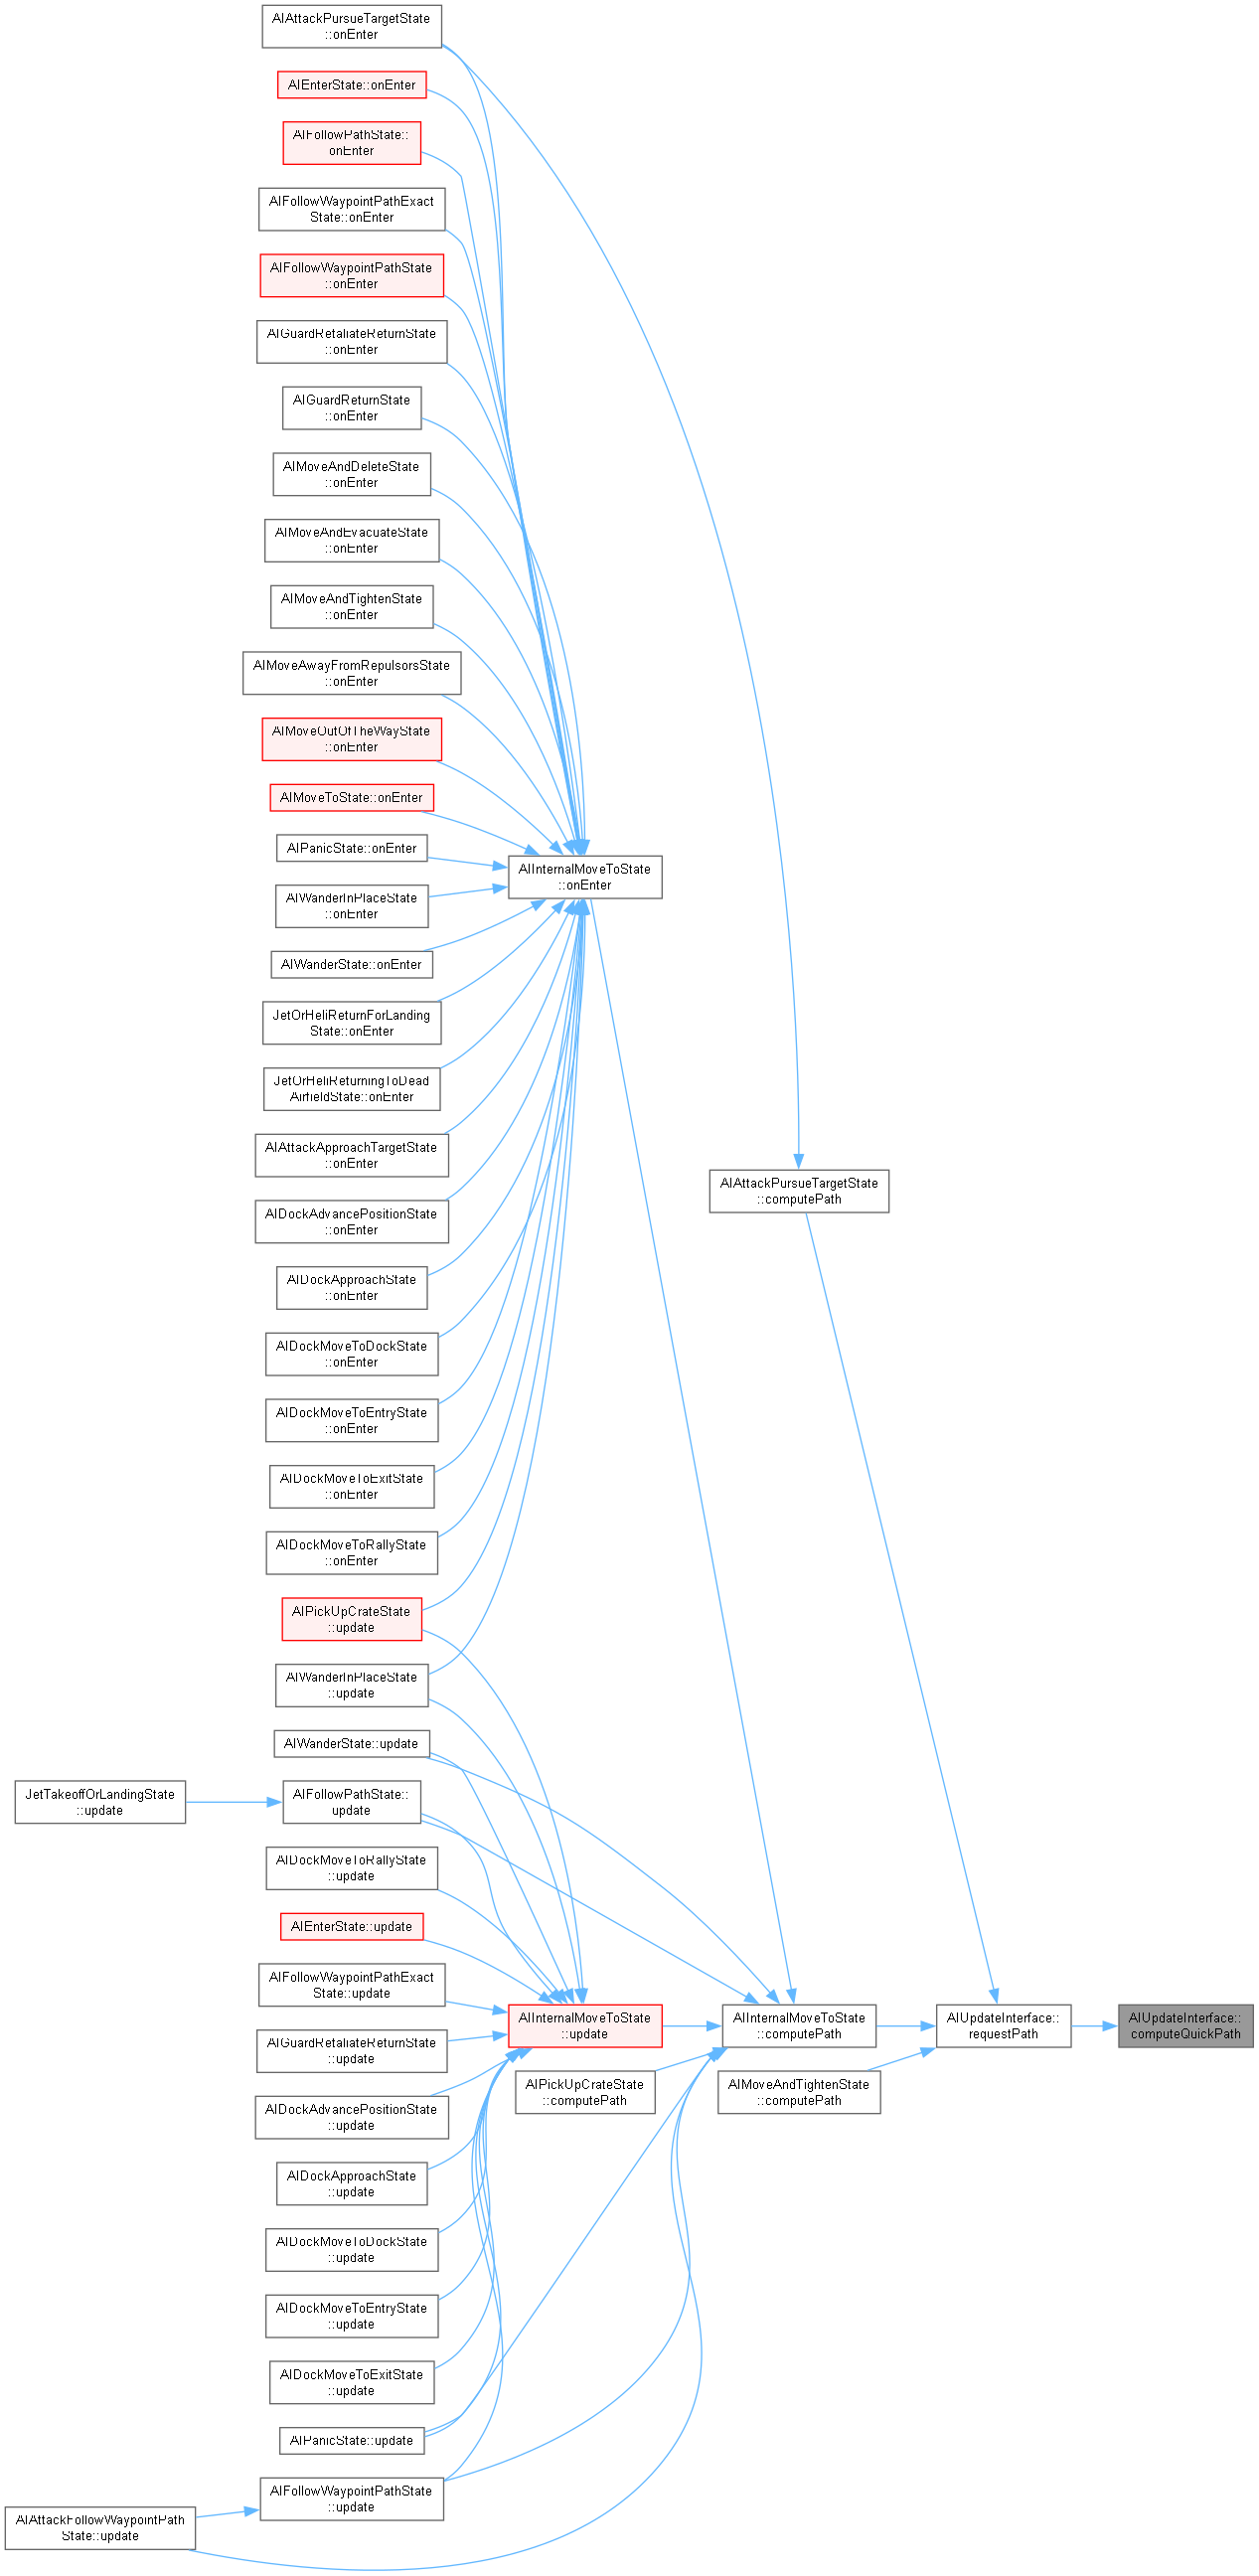 AIAttackPursueTargetState
::onEnter
AIEnterState::onEnter
AIFollowPathState::
onEnter
AIFollowWaypointPathExact
State::onEnter
AIFollowWaypointPathState
::onEnter
AIGuardRetaliateReturnState
::onEnter
AIGuardReturnState
::onEnter
AIMoveAndDeleteState
::onEnter
AIMoveAndEvacuateState
::onEnter
AIMoveAndTightenState
::onEnter
AIMoveAwayFromRepulsorsState
::onEnter
AIMoveOutOfTheWayState
::onEnter
AIMoveToState::onEnter
AIPanicState::onEnter
AIWanderInPlaceState
::onEnter
AIWanderState::onEnter
JetOrHeliReturnForLanding
State::onEnter
JetOrHeliReturningToDead
AirfieldState::onEnter
AIAttackApproachTargetState
::onEnter
AIDockAdvancePositionState
::onEnter
AIDockApproachState
::onEnter
AIDockMoveToDockState
::onEnter
AIDockMoveToEntryState
::onEnter
AIDockMoveToExitState
::onEnter
AIDockMoveToRallyState
::onEnter
AIPickUpCrateState
::update
AIWanderInPlaceState
::update
AIWanderState::update
JetTakeoffOrLandingState
::update
AIFollowPathState::
update
AIDockMoveToRallyState
::update
AIEnterState::update
AIFollowWaypointPathExact
State::update
AIGuardRetaliateReturnState
::update
AIDockAdvancePositionState
::update
AIDockApproachState
::update
AIDockMoveToDockState
::update
AIDockMoveToEntryState
::update
AIDockMoveToExitState
::update
AIPanicState::update
AIFollowWaypointPathState
::update
AIAttackFollowWaypointPath
State::update
AIInternalMoveToState
::onEnter
AIInternalMoveToState
::update
AIPickUpCrateState
::computePath
AIAttackPursueTargetState
::computePath
AIInternalMoveToState
::computePath
AIMoveAndTightenState
::computePath
AIUpdateInterface::
requestPath
AIUpdateInterface::
computeQuickPath